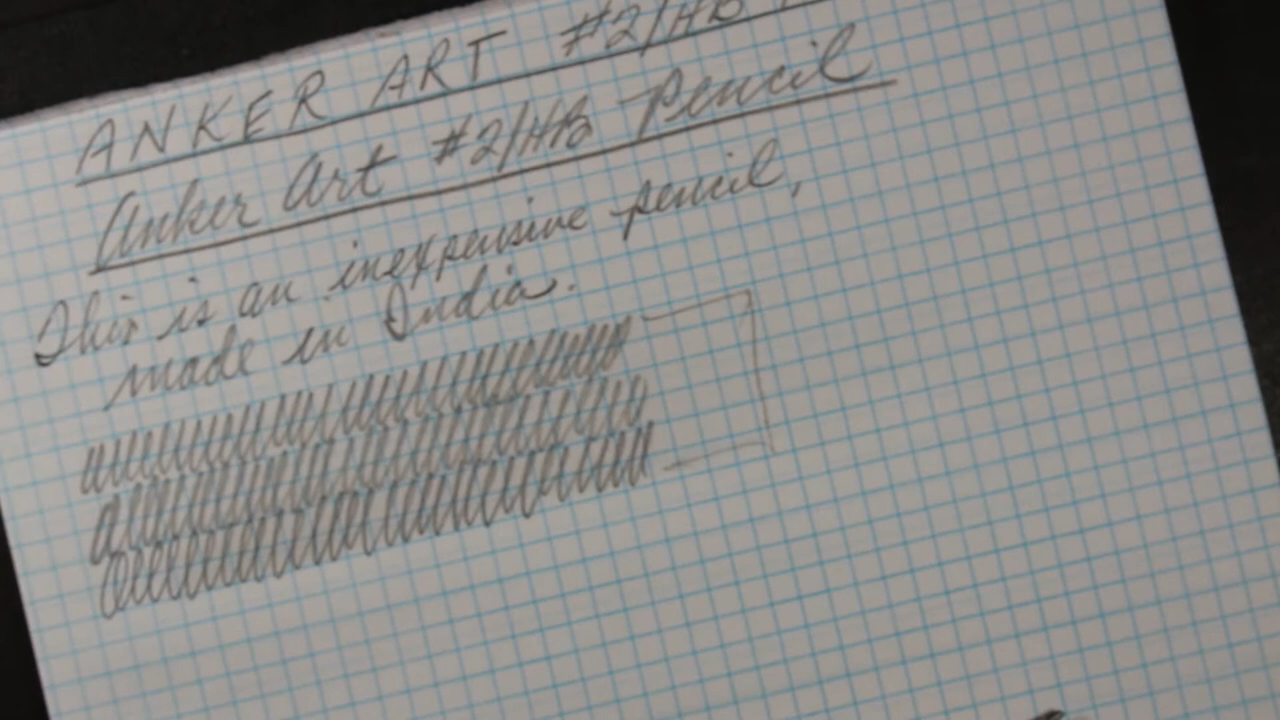 ANKER ART #2/HB
Anker Art #2/HB Pencil
This is an inexpensive pencil,
made in India.